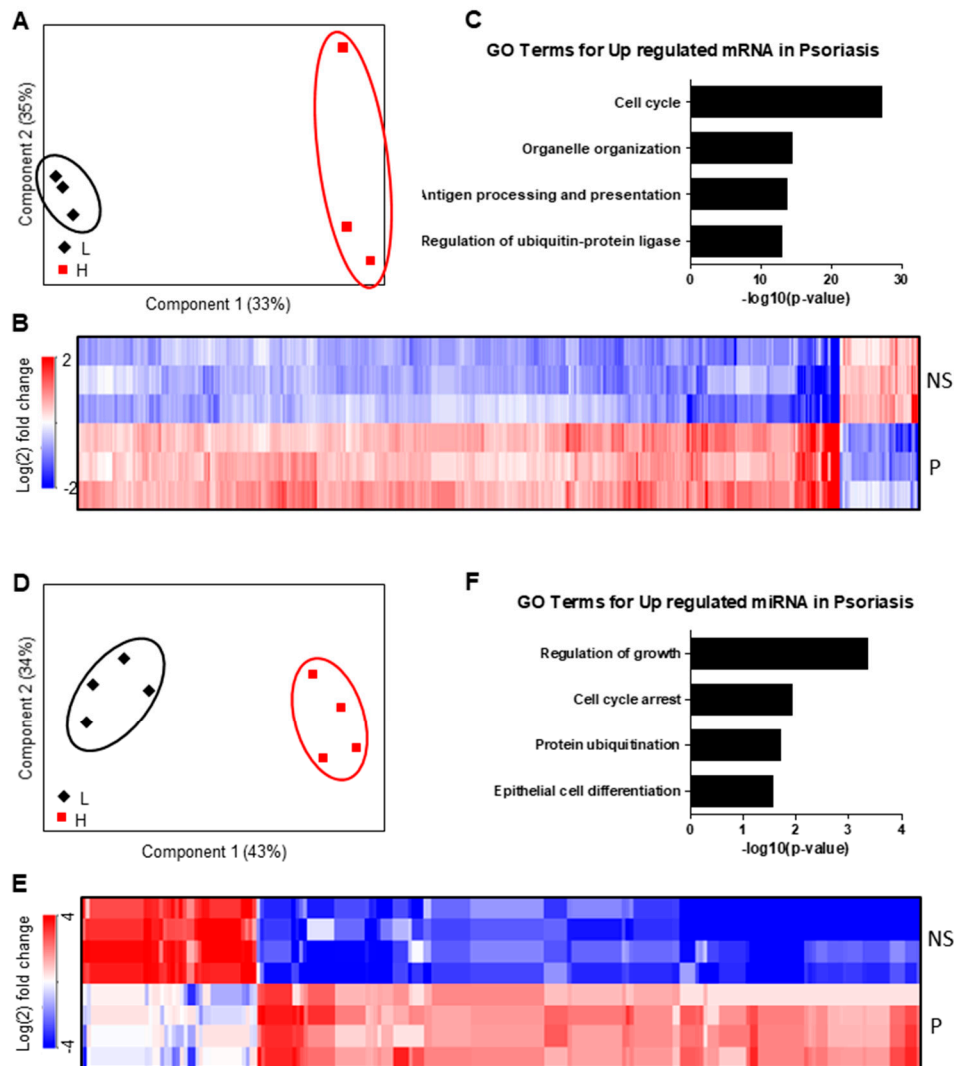 A
Component 2 (35%)
L
H
Component 1 (33%)
C
GO Terms for Up regulated mRNA in Psoriasis
Cell cycle
Organelle organization
Antigen processing and presentation
Regulation of ubiquitin-protein ligase
0 10 20 30
-log10(p-value)
B
Log(2) fold change
2
-2
NS
P
D
Component 2 (34%)
L
H
Component 1 (43%)
F
GO Terms for Up regulated miRNA in Psoriasis
Regulation of growth
Cell cycle arrest
Protein ubiquitination
Epithelial cell differentiation
0 1 2 3 4
-log10(p-value)
E
Log(2) fold change
4
-4
NS
P